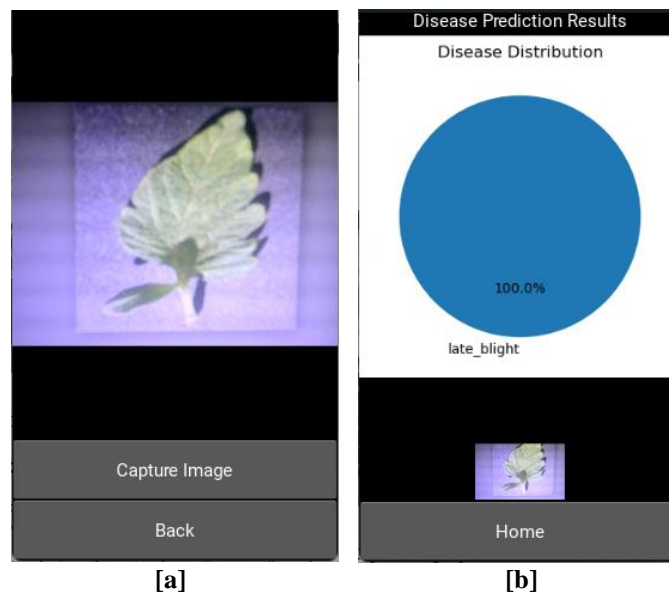 Capture Image
Back
[a]
Disease Prediction Results
Disease Distribution
100.0%
late_blight
Home
[b]